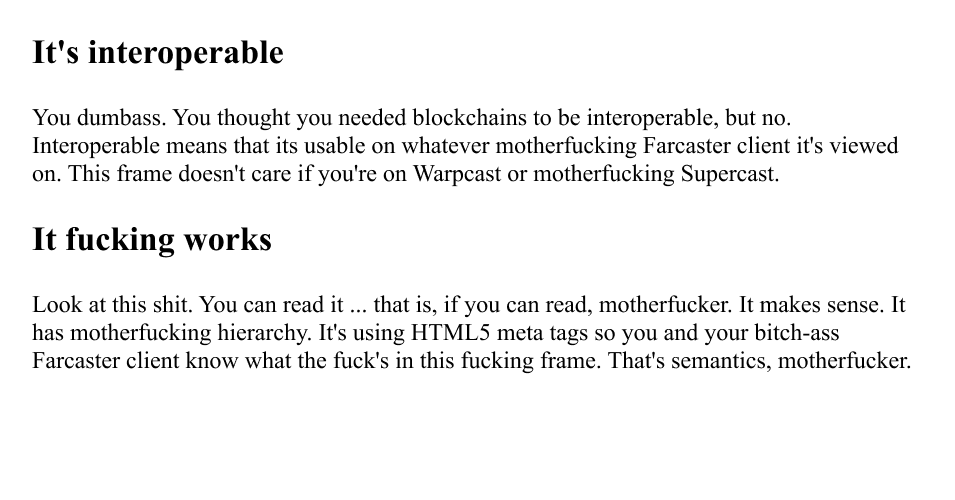 It's interoperable
You dumbass. You thought you needed blockchains to be interoperable, but no.
Interoperable means that its usable on whatever motherfucking Farcaster client it's viewed
on. This frame doesn't care if you're on Warpcast or motherfucking Supercast.
It fucking works
Look at this shit. You can read it ... that is, if you can read, motherfucker. It makes sense. It
has motherfucking hierarchy. It's using HTML5 meta tags so you and your bitch-ass
Farcaster client know what the fuck's in this fucking frame. That's semantics, motherfucker.